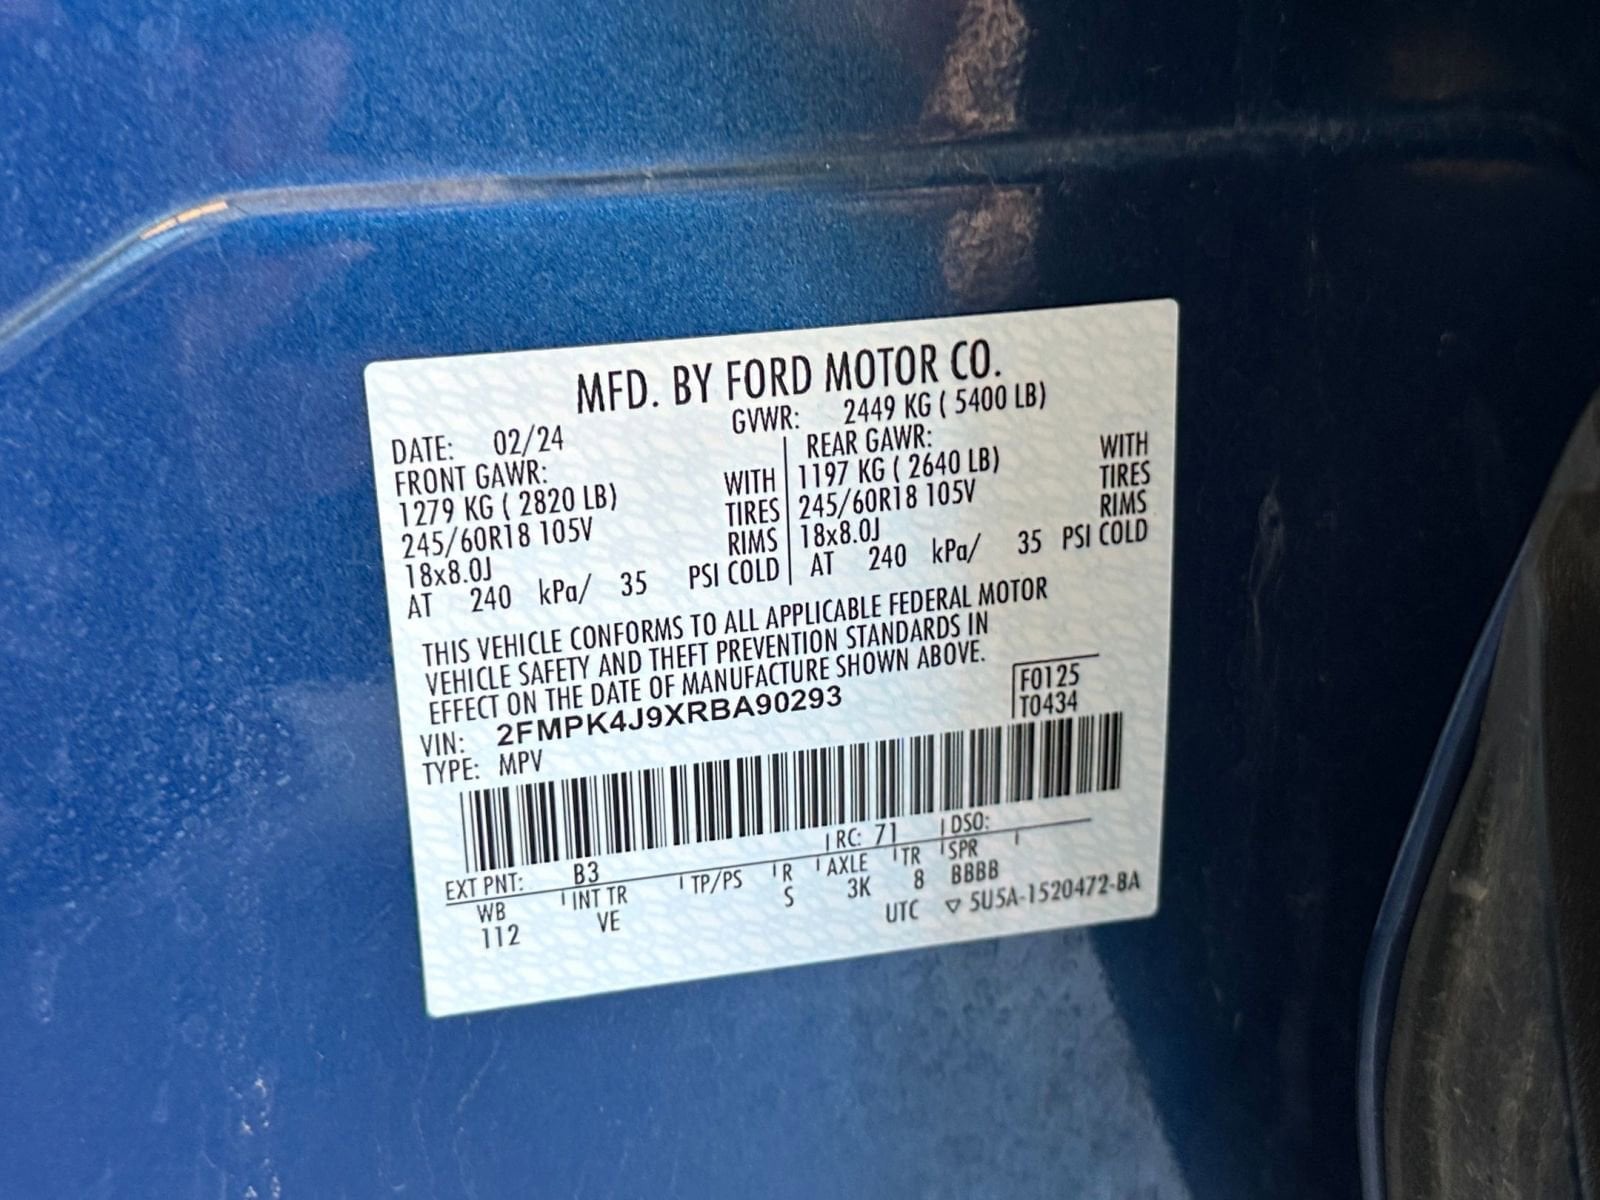 MFD. BY FORD MOTOR CO.
DATE: 02/24 GVWR: 2449 KG ( 5400 LB)
FRONT GAWR: REAR GAWR:
1279 KG ( 2820 LB) WITH 1197 KG ( 2640 LB) WITH
245/60R18 105V TIRES 245/60R18 105V TIRES
18x8.0J RIMS 18x8.0J RIMS
AT 240 kPa/ 35 PSI COLD AT 240 kPa/ 35 PSI COLD
THIS VEHICLE CONFORMS TO ALL APPLICABLE FEDERAL MOTOR
VEHICLE SAFETY AND THEFT PREVENTION STANDARDS IN
EFFECT ON THE DATE OF MANUFACTURE SHOWN ABOVE.
VIN: 2FMPK4J9XRBA90293 F0125
TYPE: MPV T0434
EXT PNT: B3 RC: 71 DSO:
WB INT TR TP/PS R AXLE TR SPR
112 VE S 3K 8 BBBB
UTC ▽ 5U5A-1520472-BA